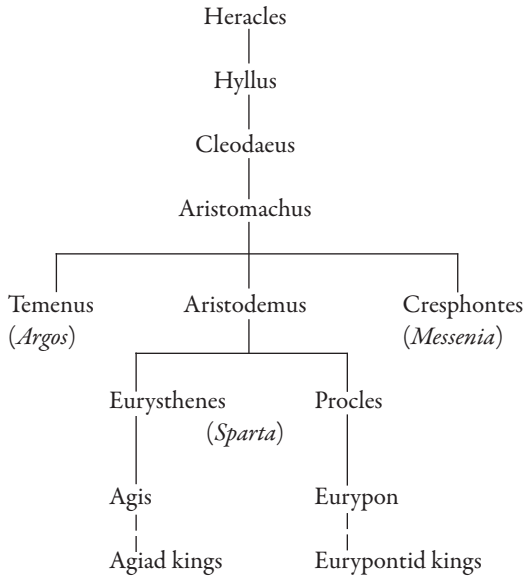 Heracles
Hyllus
Cleodaeus
Aristomachus
Temenus Aristodemus Cresphontes
(Argos) (Messenia)
Eurysthenes Procles
(Sparta)
Agis Eurypon
Agiad kings Eurypontid kings